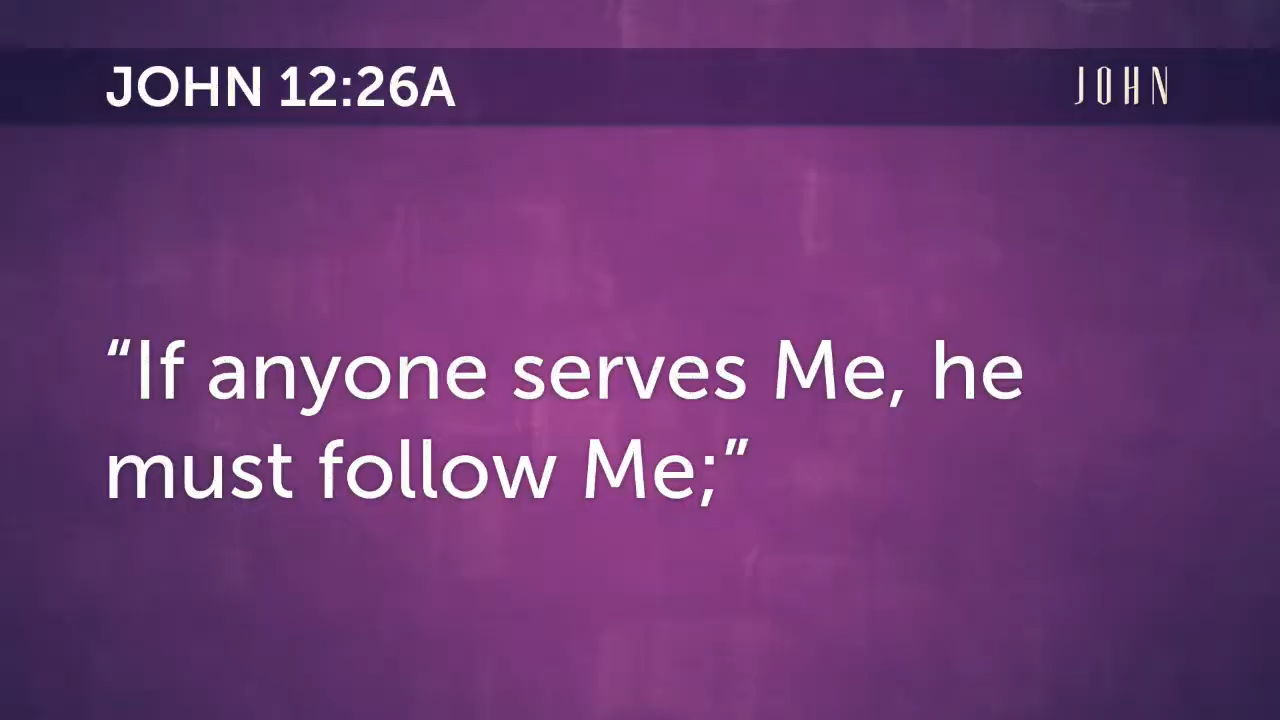 JOHN 12:26A
JOHN
“If anyone serves Me, he
must follow Me;”